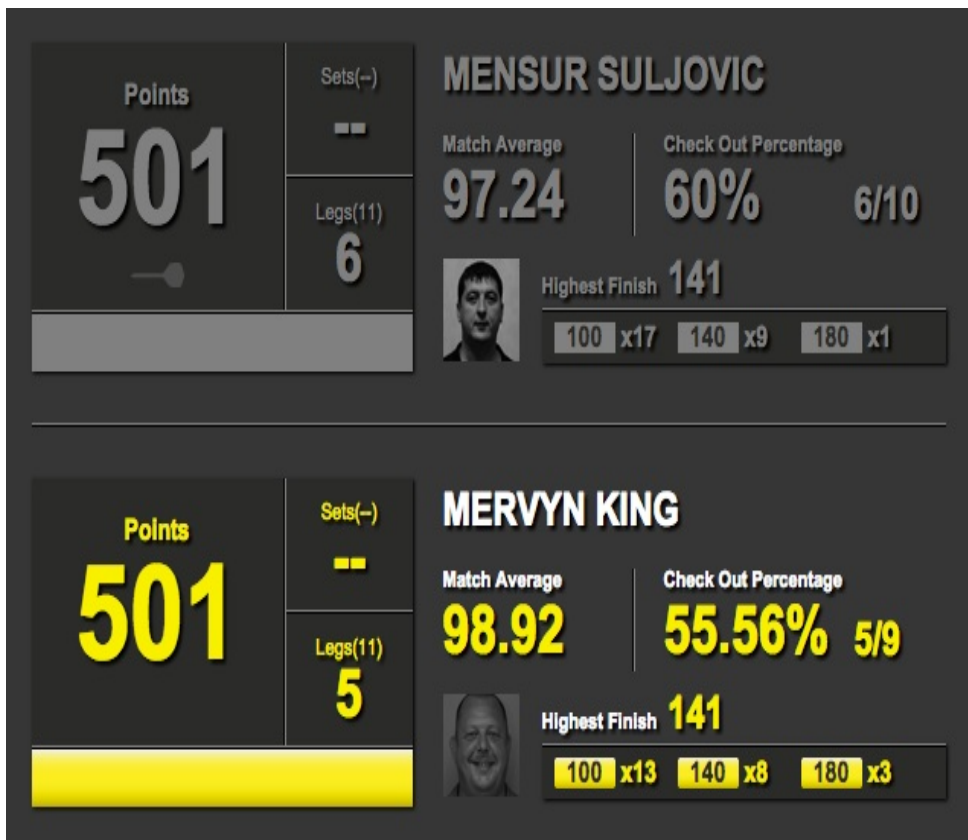 MENSUR SULJOVIC
Points
501
Sets(--)
--
Legs(11)
6
Match Average
97.24
Check Out Percentage
60% 6/10
Highest Finish 141
100 x17 140 x9 180 x1
MERVYN KING
Points
501
Sets(--)
--
Legs(11)
5
Match Average
98.92
Check Out Percentage
55.56% 5/9
Highest Finish 141
100 x13 140 x8 180 x3